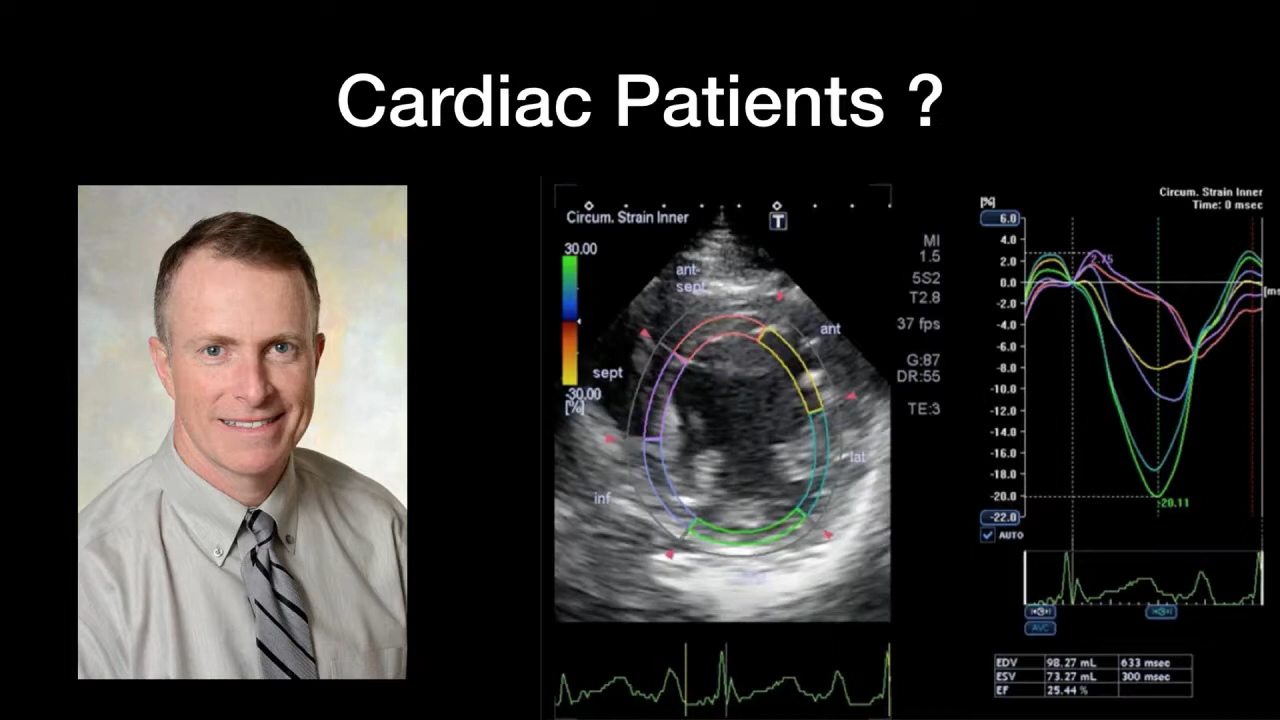 Cardiac Patients ?
Circum. Strain Inner
T
30.00
-30.00
[%]
ant-
sept
ant
sept
lat
inf
MI
1.5
5S2
T2.8
37 fps
G:87
DR:55
TE:3
Circum. Strain Inner
Time: 0 msec
[%]
6.0
4.0
2.0
0.0
-2.0
-4.0
-6.0
-8.0
-10.0
-12.0
-14.0
-16.0
-18.0
-20.0
-22.0
2.75
-20.11
[ms
AUTO
AVC
EDV 98.27 mL 633 msec
ESV 73.27 mL 300 msec
EF 25.44 %